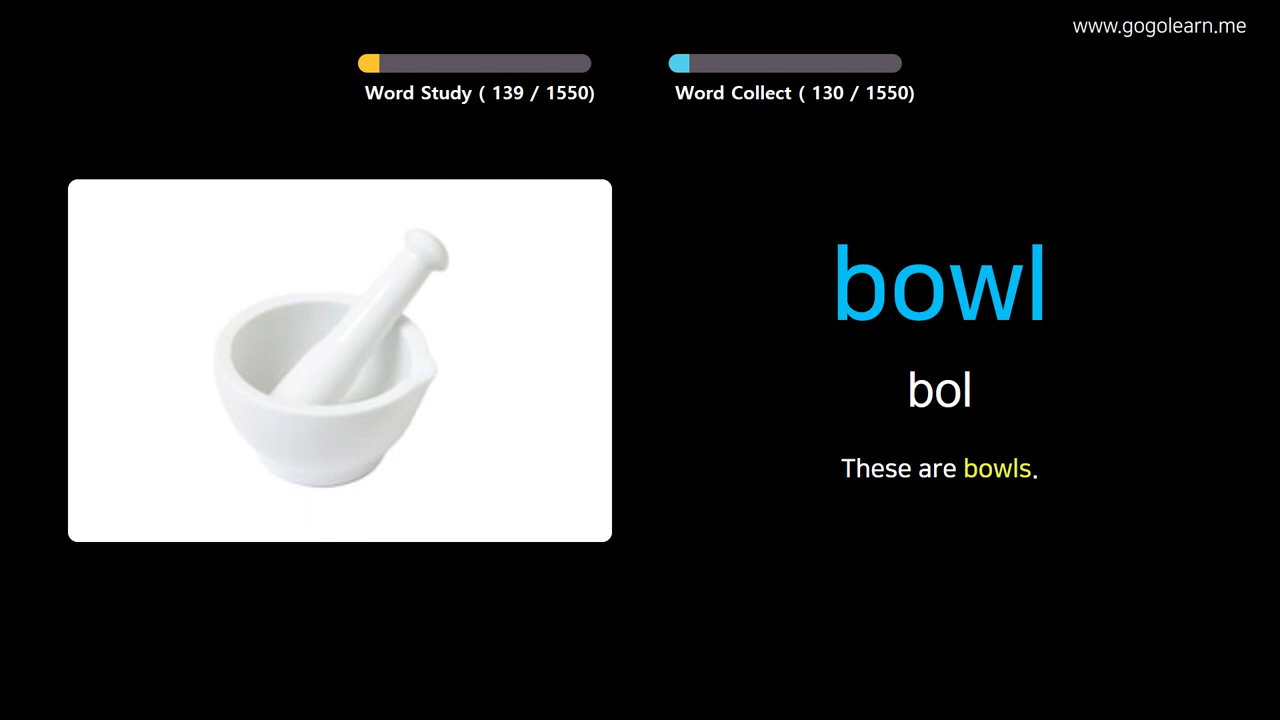 www.gogolearn.me
Word Study ( 139 / 1550)
Word Collect ( 130 / 1550)
bowl
bol
These are bowls.